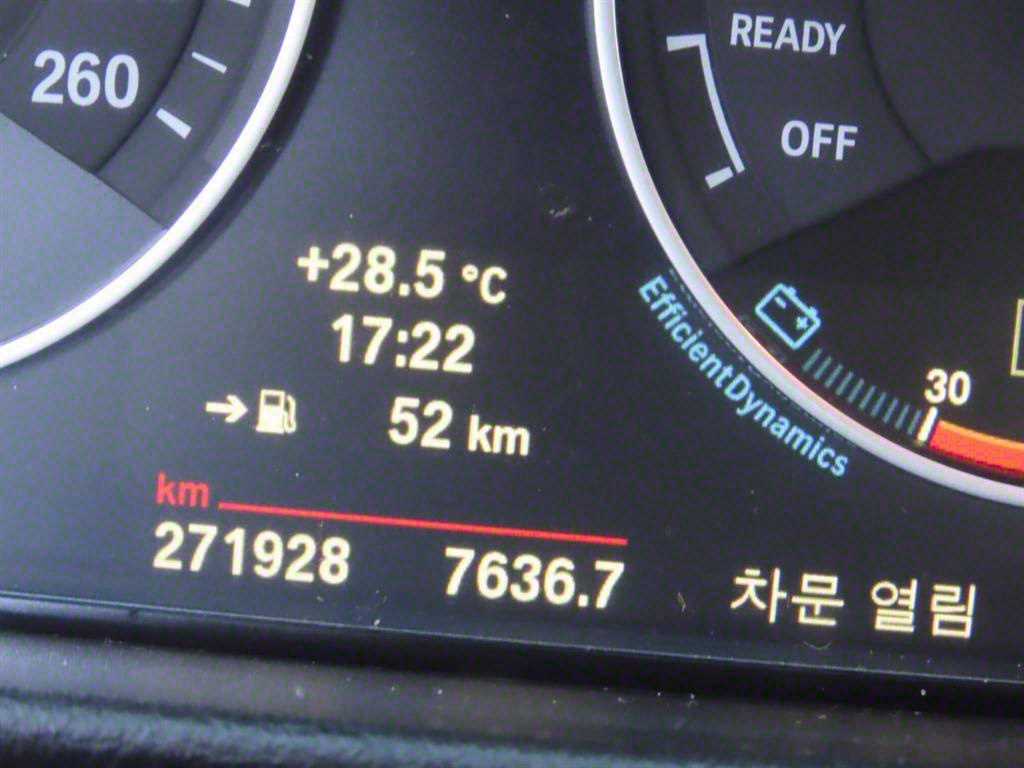 260
READY
OFF
+28.5 °C
17:22
52 km
EfficientDynamics
30
km
271928 7636.7 차문 열림